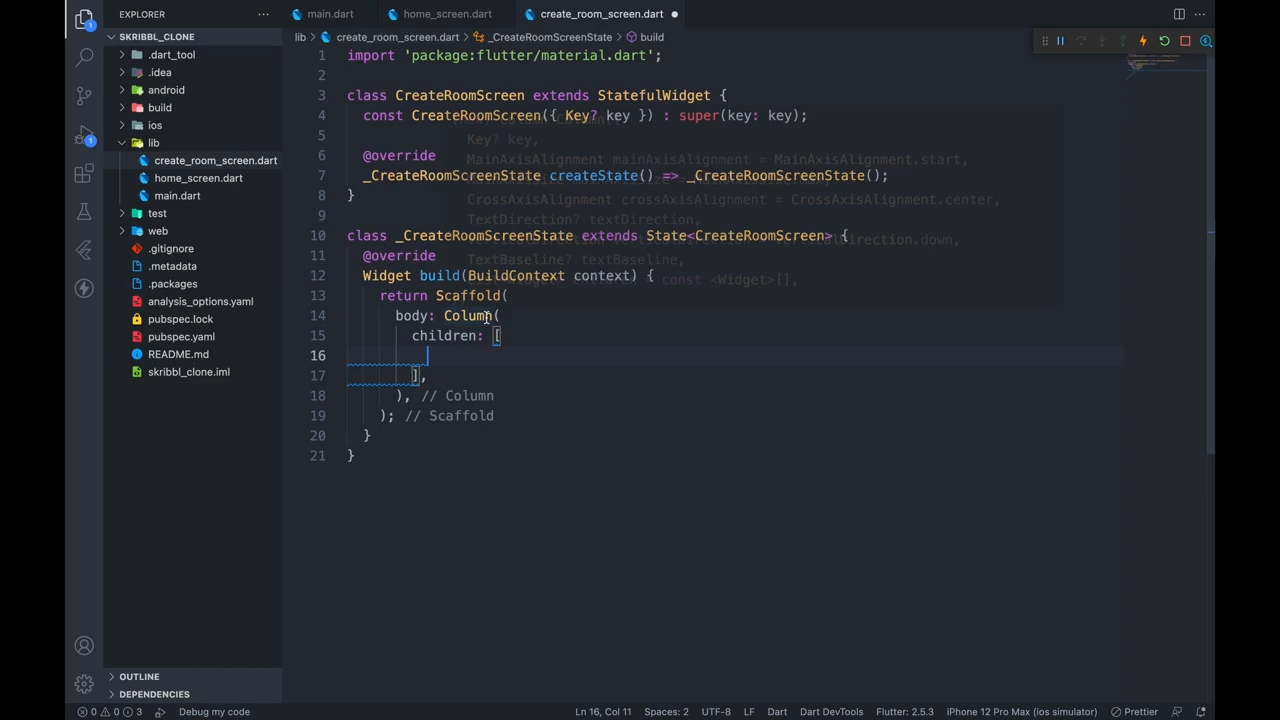 EXPLORER
main.dart
home_screen.dart
create_room_screen.dart
SKRIBBL_CLONE
lib > create_room_screen.dart > _CreateRoomScreenState > build
.dart_tool
.idea
android
build
ios
lib
create_room_screen.dart
home_screen.dart
main.dart
test
web
.gitignore
.metadata
.packages
analysis_options.yaml
pubspec.lock
pubspec.yaml
README.md
skribbl_clone.iml
OUTLINE
DEPENDENCIES
1 import 'package:flutter/material.dart';
2
3 class CreateRoomScreen extends StatefulWidget {
4 const CreateRoomScreen({ Key? key }) : super(key: key);
5
6 @override
7 _CreateRoomScreenState createState() => _CreateRoomScreenState();
8 }
9
10 class _CreateRoomScreenState extends State<CreateRoomScreen> {
11 @override
12 Widget build(BuildContext context) {
13 return Scaffold(
14 body: Column(
15 children: [
16
17 ],
18 ), // Column
19 ); // Scaffold
20 }
21 }
Key? key,
MainAxisAlignment mainAxisAlignment = MainAxisAlignment.start,
CrossAxisAlignment crossAxisAlignment = CrossAxisAlignment.center,
TextDirection? textDirection,
TextBaseline? textBaseline,
const <Widget>[],
1
1
0 0 3
Debug my code
Ln 16, Col 11
Spaces: 2
UTF-8
LF
Dart
Dart DevTools
Flutter: 2.5.3
iPhone 12 Pro Max (ios simulator)
Prettier